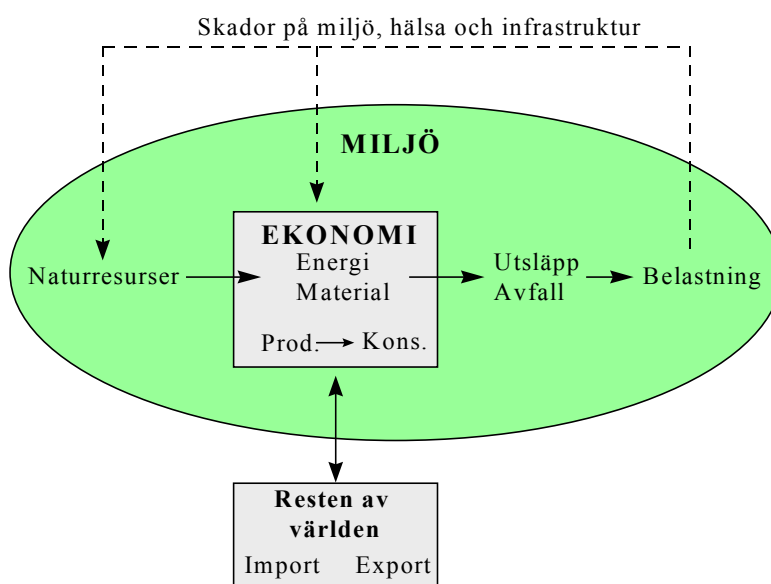 Skador på miljö, hälsa och infrastruktur
MILJÖ
EKONOMI
Naturresurser
Energi
Material
Prod. Kons.
Utsläpp
Avfall
Belastning
Resten av
världen
Import Export